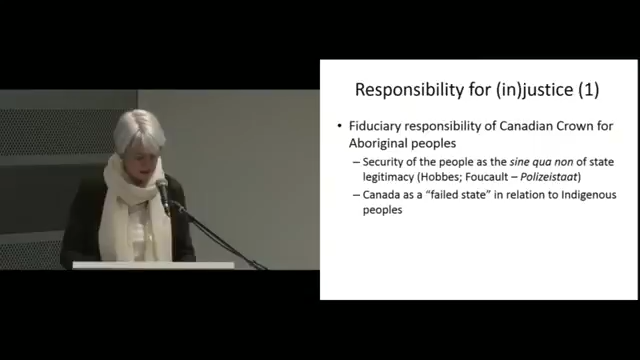 Responsibility for (in)justice (1)
• Fiduciary responsibility of Canadian Crown for
Aboriginal peoples
– Security of the people as the sine qua non of state
legitimacy (Hobbes; Foucault – Polizeistaat)
– Canada as a “failed state” in relation to Indigenous
peoples